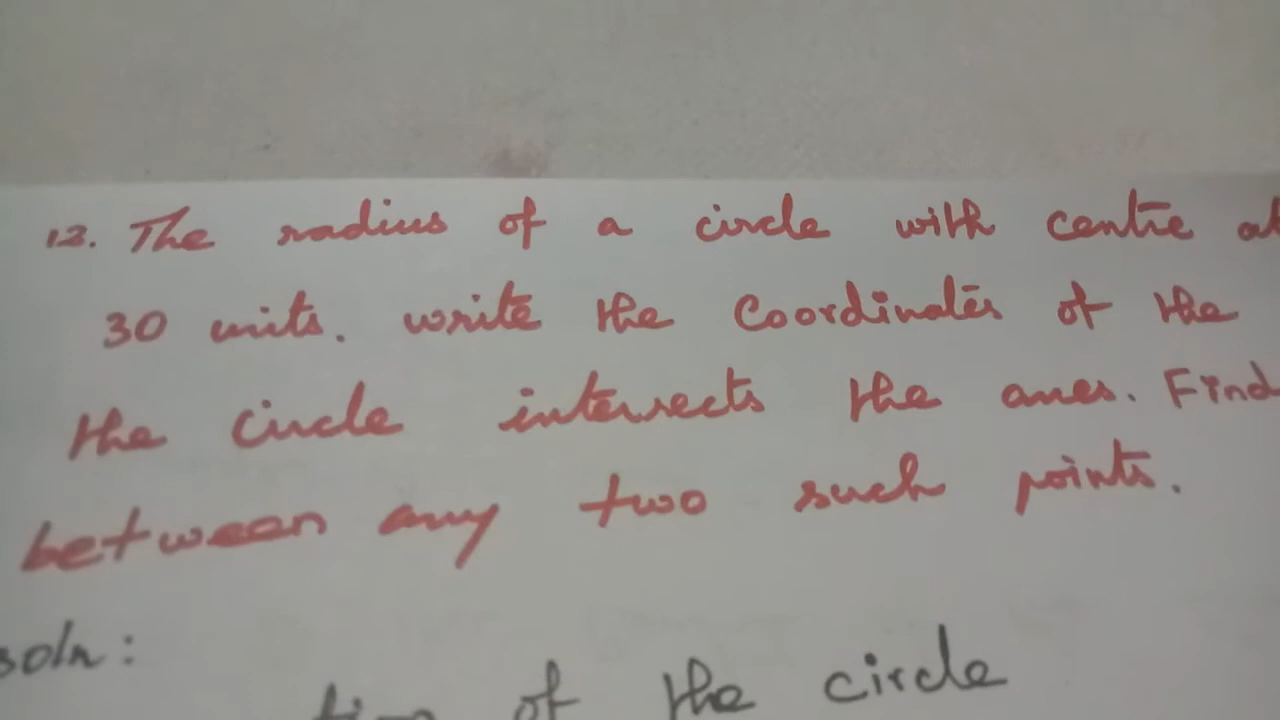 12. The radius of a circle with centre at
30 units. write the Coordinates of the
the circle intersects the axes. Find
between any two such points.
soln:
of the circle